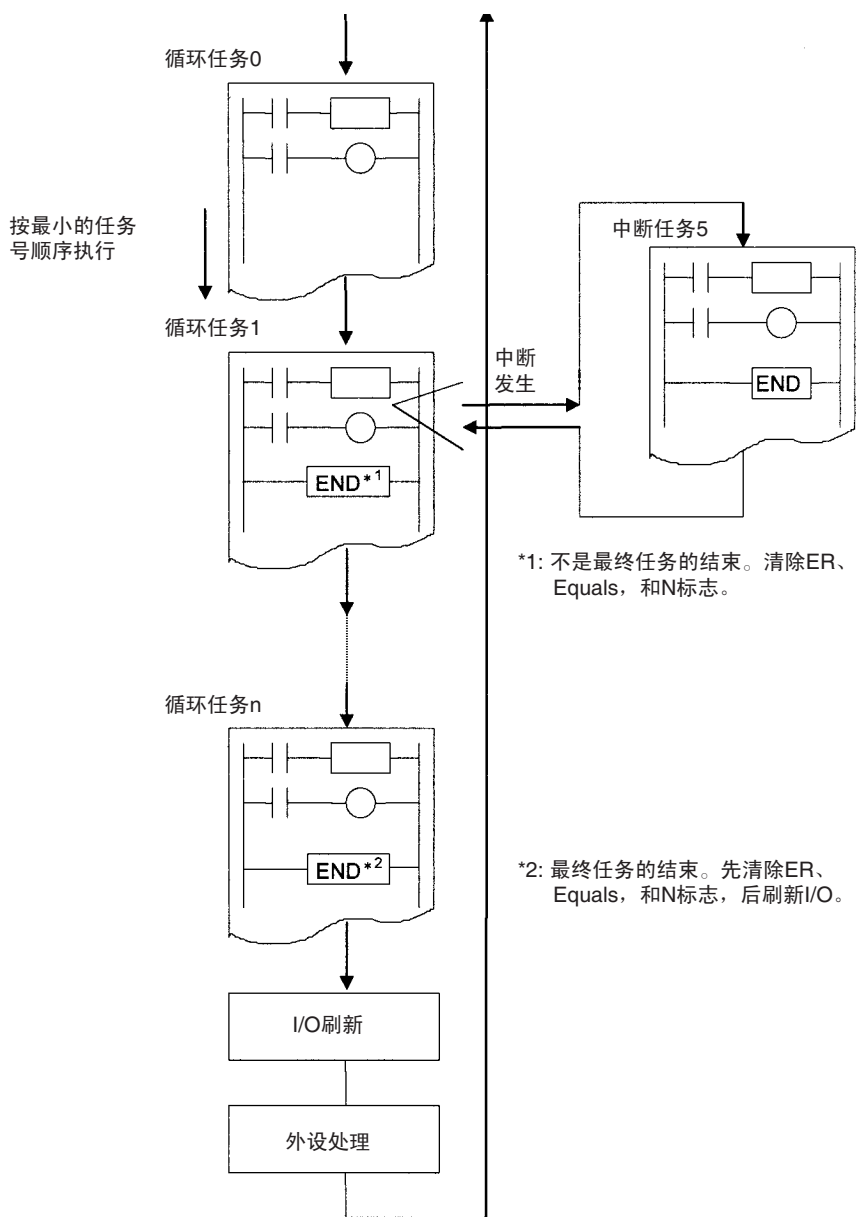 循环任务0
按最小的任务
号顺序执行
中断任务5
循环任务1
中断
发生
END
END*1
*1: 不是最终任务的结束。清除ER、
Equals，和N标志。
循环任务n
END*2
*2: 最终任务的结束。先清除ER、
Equals，和N标志，后刷新I/O。
I/O刷新
外设处理